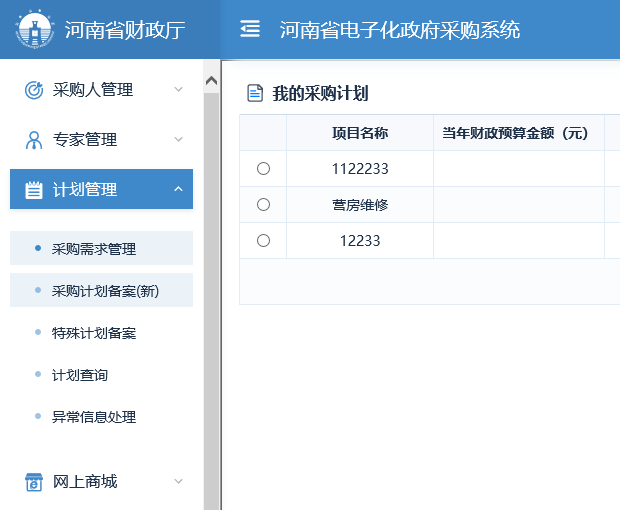 河南省财政厅
河南省电子化政府采购系统
采购人管理
专家管理
计划管理
采购需求管理
采购计划备案(新)
特殊计划备案
计划查询
异常信息处理
网上商城
我的采购计划
项目名称 当年财政预算金额（元）
1122233
营房维修
12233